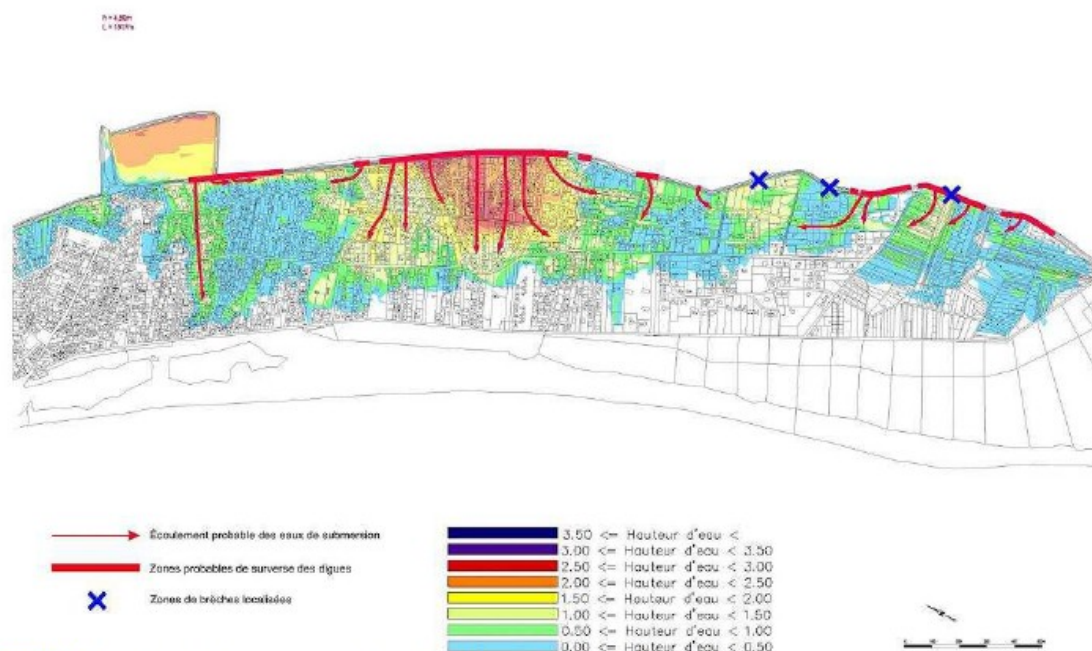 Écoulement probable des eaux de submersion
Zones probables de surverse des digues
Zones de brèches localisées
3.50 <= Hauteur d'eau <
3.00 <= Hauteur d'eau < 3.50
2.50 <= Hauteur d'eau < 3.00
2.00 <= Hauteur d'eau < 2.50
1.50 <= Hauteur d'eau < 2.00
1.00 <= Hauteur d'eau < 1.50
0.50 <= Hauteur d'eau < 1.00
0.00 <= Hauteur d'eau < 0.50